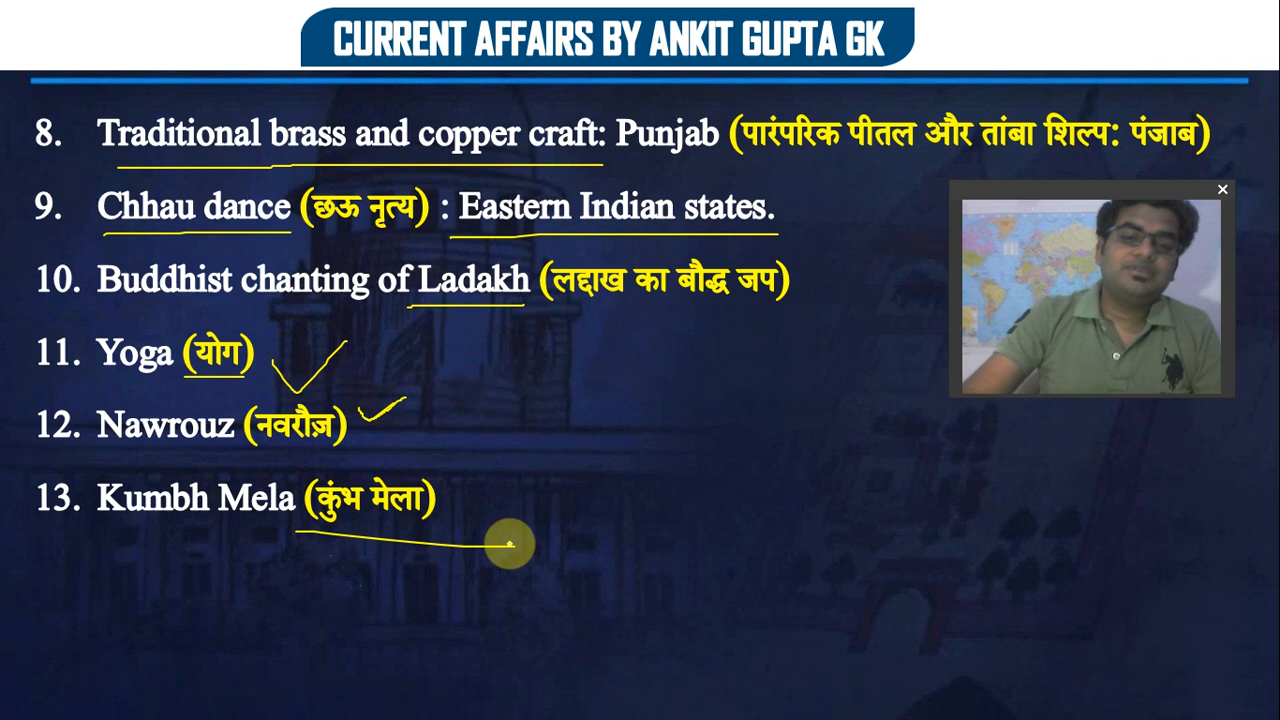 CURRENT AFFAIRS BY ANKIT GUPTA GK
8. Traditional brass and copper craft: Punjab (पारंपरिक पीतल और तांबा शिल्प: पंजाब)
9. Chhau dance (छऊ नृत्य) : Eastern Indian states.
10. Buddhist chanting of Ladakh (लद्दाख का बौद्ध जप)
11. Yoga (योग)
12. Nawrouz (नवरौज़)
13. Kumbh Mela (कुंभ मेला)